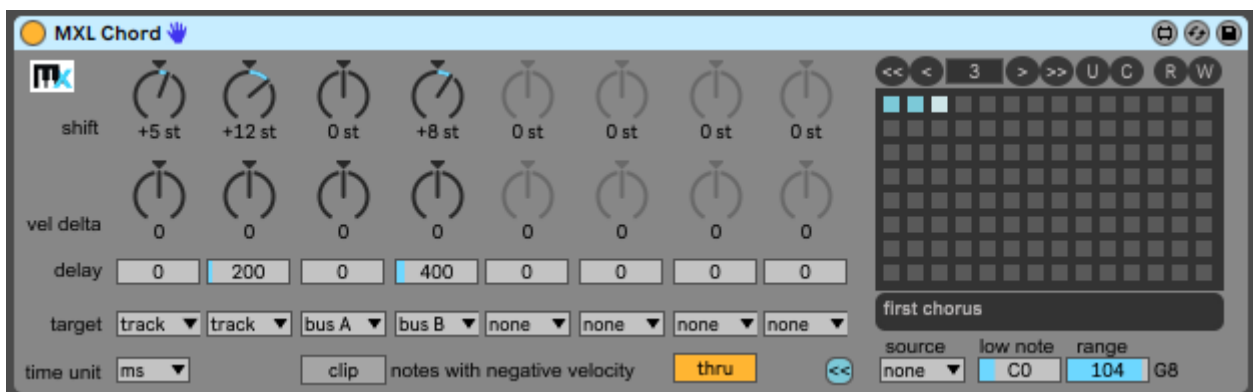 MXL Chord
mx
<< < 3 > >> U C R W
shift +5 st +12 st 0 st +8 st 0 st 0 st 0 st 0 st
vel delta 0 0 0 0 0 0 0 0
delay 0 200 0 400 0 0 0 0
first chorus
target track track bus A bus B none none none none
source low note range
time unit ms clip notes with negative velocity thru << none C0 104 G8